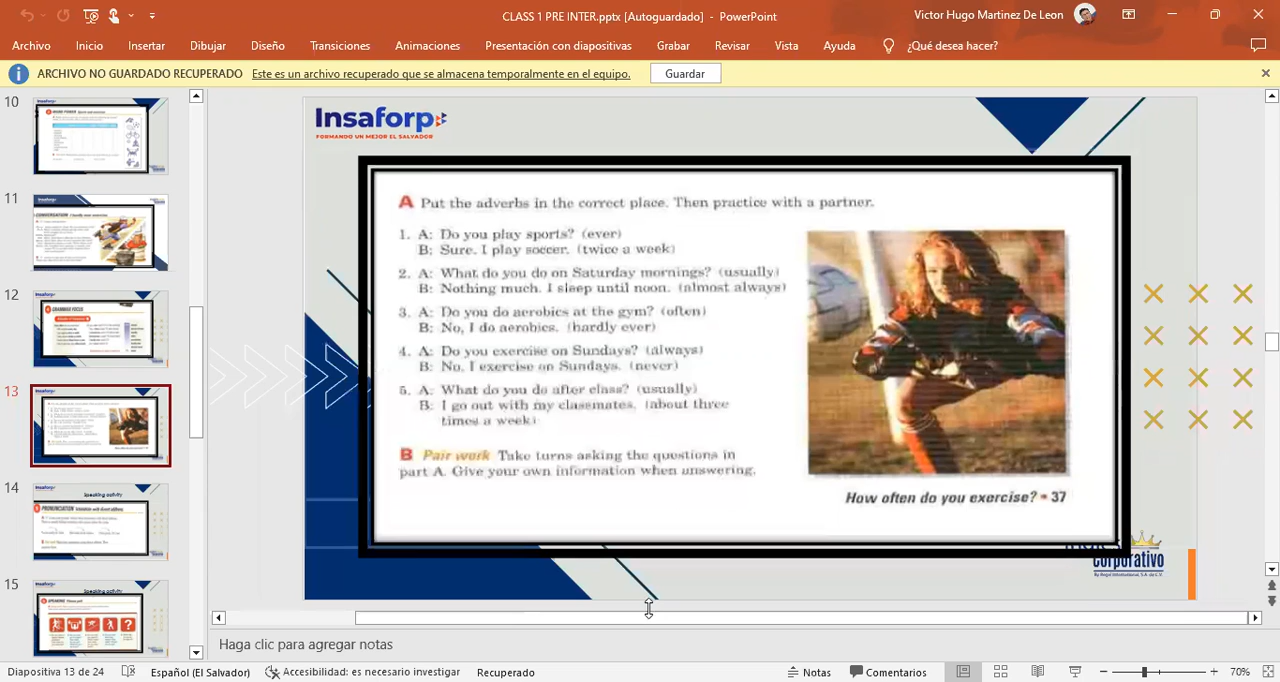 CLASS 1 PRE INTER.pptx [Autoguardado] - PowerPoint
Victor Hugo Martinez De Leon
Archivo Inicio Insertar Dibujar Diseño Transiciones Animaciones Presentación con diapositivas Grabar Revisar Vista Ayuda ¿Qué desea hacer?
ARCHIVO NO GUARDADO RECUPERADO Este es un archivo recuperado que se almacena temporalmente en el equipo. Guardar
10
11
12
GRAMMAR FOCUS
13
14
Speaking activity
PRONUNCIATION
15
Speaking activity
SPEAKING
Insaforp
FORMANDO UN MEJOR EL SALVADOR
A Put the adverbs in the correct place. Then practice with a partner.
1. A: Do you play sports? (ever)
B: Sure. I play soccer. (twice a week)
2. A: What do you do on Saturday mornings? (usually)
B: Nothing much. I sleep until noon. (almost always)
3. A: Do you do aerobics at the gym? (often)
B: No, I do aerobics. (hardly ever)
4. A: Do you exercise on Sundays? (always)
B: No, I exercise on Sundays. (never)
5. A: What do you do after class? (usually)
B: I go out with my classmates. (about three
times a week)
B Pair work Take turns asking the questions in
part A. Give your own information when answering.
How often do you exercise? • 37
Corporativo
Haga clic para agregar notas
Diapositiva 13 de 24 Español (El Salvador) Accesibilidad: es necesario investigar Recuperado Notas Comentarios 70%